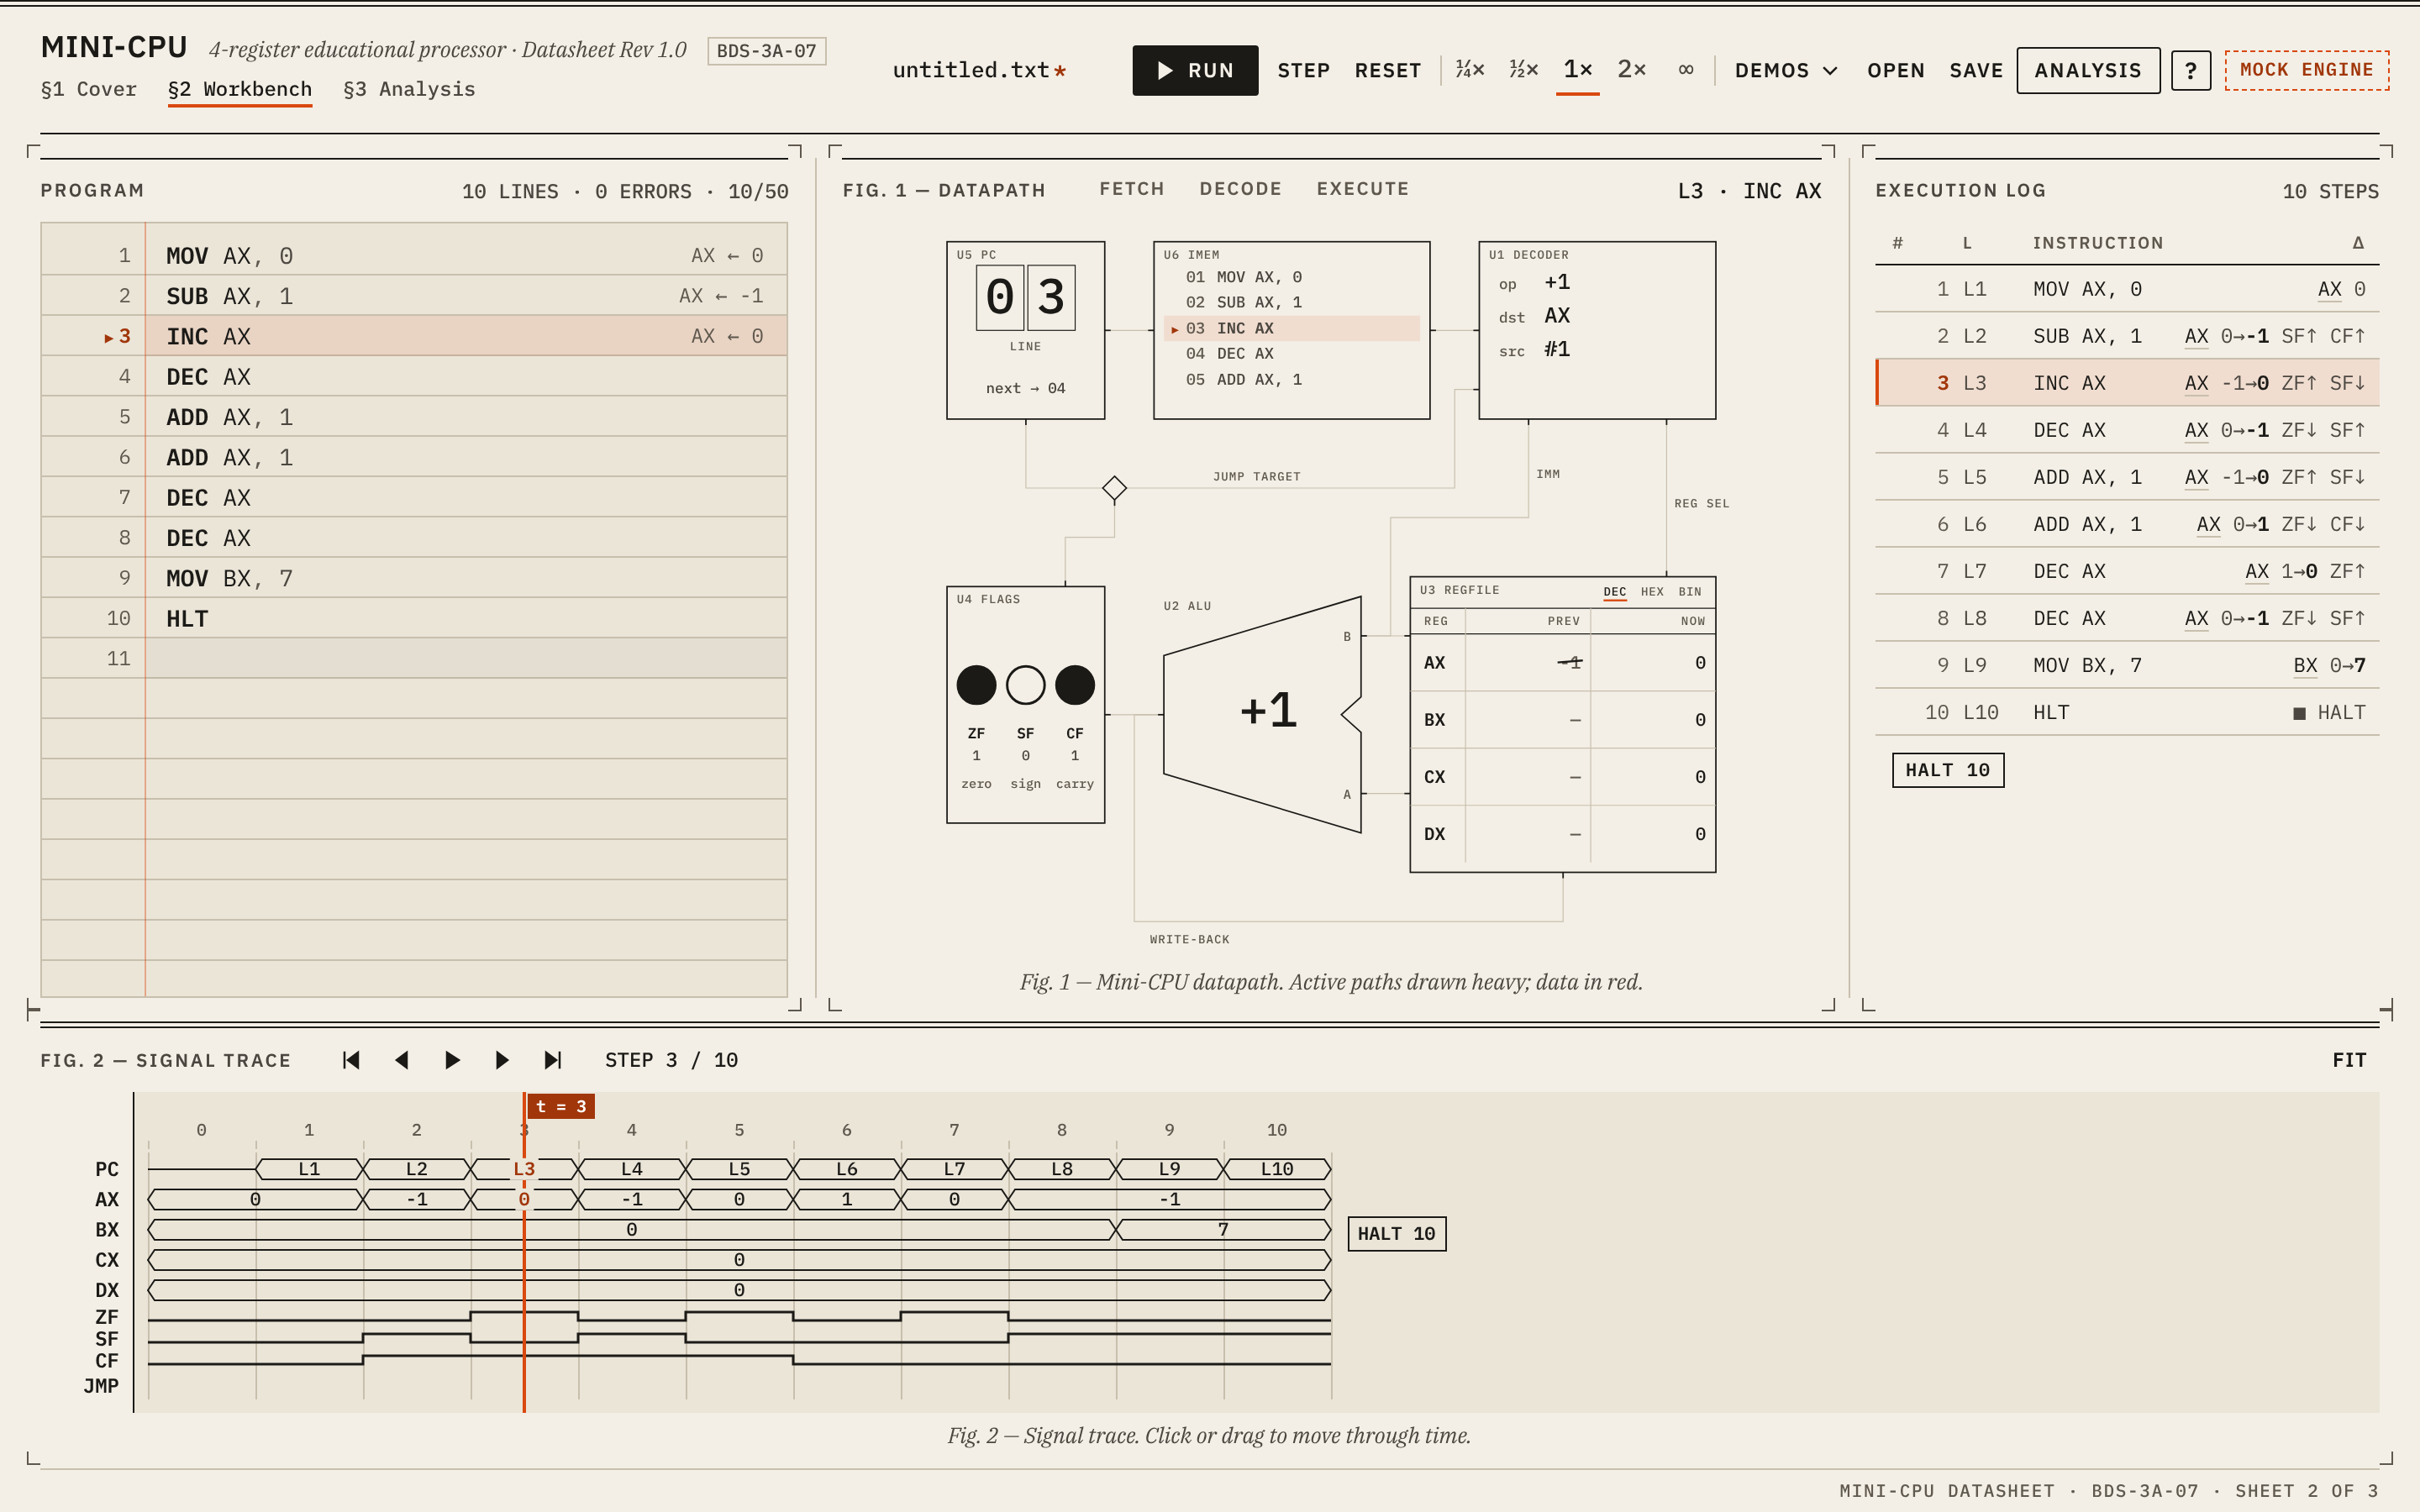 MINI-CPU 4-register educational processor · Datasheet Rev 1.0 BDS-3A-07
§1 Cover §2 Workbench §3 Analysis
untitled.txt*
▶ RUN STEP RESET ¼× ½× 1× 2× ∞ DEMOS OPEN SAVE ANALYSIS ? MOCK ENGINE
PROGRAM 10 LINES · 0 ERRORS · 10/50
1 MOV AX, 0 AX ← 0
2 SUB AX, 1 AX ← -1
▶3 INC AX AX ← 0
4 DEC AX
5 ADD AX, 1
6 ADD AX, 1
7 DEC AX
8 DEC AX
9 MOV BX, 7
10 HLT
11
FIG. 1 — DATAPATH FETCH DECODE EXECUTE L3 · INC AX
U5 PC
0 3
LINE
next → 04
U6 IMEM
01 MOV AX, 0
02 SUB AX, 1
▶ 03 INC AX
04 DEC AX
05 ADD AX, 1
U1 DECODER
op +1
dst AX
src #1
JUMP TARGET
IMM
REG SEL
U4 FLAGS
ZF SF CF
1 0 1
zero sign carry
U2 ALU
B
+1
A
U3 REGFILE DEC HEX BIN
REG PREV NOW
AX -1 0
BX — 0
CX — 0
DX — 0
WRITE-BACK
Fig. 1 — Mini-CPU datapath. Active paths drawn heavy; data in red.
EXECUTION LOG 10 STEPS
# L INSTRUCTION Δ
1 L1 MOV AX, 0 AX 0
2 L2 SUB AX, 1 AX 0→-1 SF↑ CF↑
3 L3 INC AX AX -1→0 ZF↑ SF↓
4 L4 DEC AX AX 0→-1 ZF↓ SF↑
5 L5 ADD AX, 1 AX -1→0 ZF↑ SF↓
6 L6 ADD AX, 1 AX 0→1 ZF↓ CF↓
7 L7 DEC AX AX 1→0 ZF↑
8 L8 DEC AX AX 0→-1 ZF↓ SF↑
9 L9 MOV BX, 7 BX 0→7
10 L10 HLT ■ HALT
HALT 10
FIG. 2 — SIGNAL TRACE STEP 3 / 10 FIT
t = 3
0 1 2 3 4 5 6 7 8 9 10
PC L1 L2 L3 L4 L5 L6 L7 L8 L9 L10
AX 0 -1 0 -1 0 1 0 -1
BX 0 7 HALT 10
CX 0
DX 0
ZF
SF
CF
JMP
Fig. 2 — Signal trace. Click or drag to move through time.
MINI-CPU DATASHEET · BDS-3A-07 · SHEET 2 OF 3